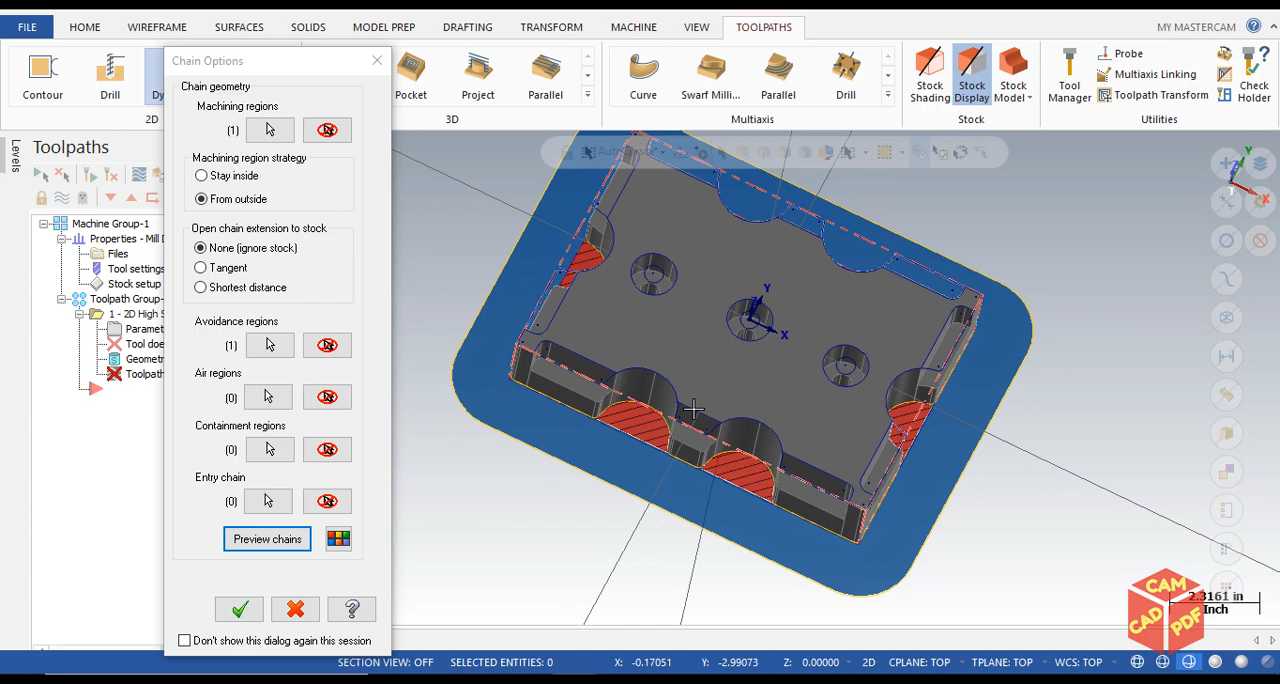 FILE HOME WIREFRAME SURFACES SOLIDS MODEL PREP DRAFTING TRANSFORM MACHINE VIEW TOOLPATHS MY MASTERCAM
Contour Drill Dy Pocket Project Parallel Curve Swarf Milli... Parallel Drill
Stock Shading
Stock Display
Stock Model
Tool Manager
Probe
Multiaxis Linking
Toolpath Transform
Check Holder
2D 3D Multiaxis Stock Utilities
Levels
Toolpaths
Machine Group-1
Properties - Mill D
Files
Tool settings
Stock setup
Toolpath Group-
1 - 2D High S
Paramet
Tool doe
Geometr
Toolpath
Chain Options
Chain geometry
Machining regions
(1)
Machining region strategy
Stay inside
From outside
Open chain extension to stock
None (ignore stock)
Tangent
Shortest distance
Avoidance regions
(1)
Air regions
(0)
Containment regions
(0)
Entry chain
(0)
Preview chains
Don't show this dialog again this session
Y
X
Y
X
CAM
CAD
PDF
2.3161 in
Inch
SECTION VIEW: OFF SELECTED ENTITIES: 0 X: -0.17051 Y: -2.99073 Z: 0.00000 2D CPLANE: TOP TPLANE: TOP WCS: TOP